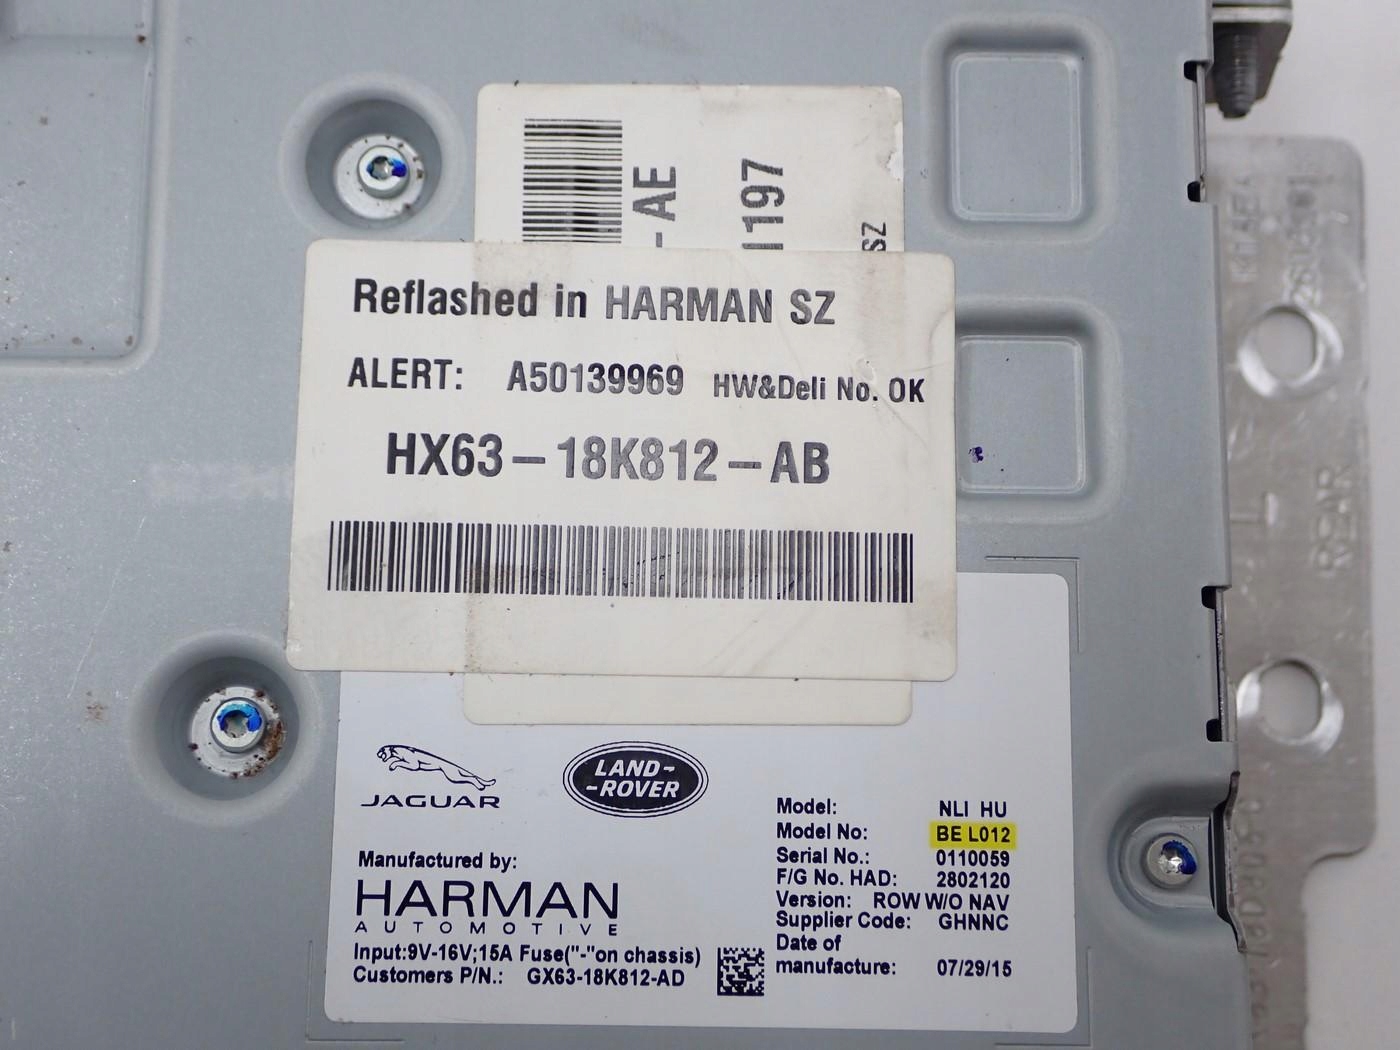 -AE
1197
SZ
Reflashed in HARMAN SZ
ALERT: A50139969 HW&Deli No. OK
HX63-18K812-AB
JAGUAR
LAND-
-ROVER
Manufactured by:
HARMAN
AUTOMOTIVE
Input:9V-16V;15A Fuse("-"on chassis)
Customers P/N.: GX63-18K812-AD
Model: NLI HU
Model No: BE L012
Serial No.: 0110059
F/G No. HAD: 2802120
Version: ROW W/O NAV
Supplier Code: GHNNC
Date of
manufacture: 07/29/15
REAR